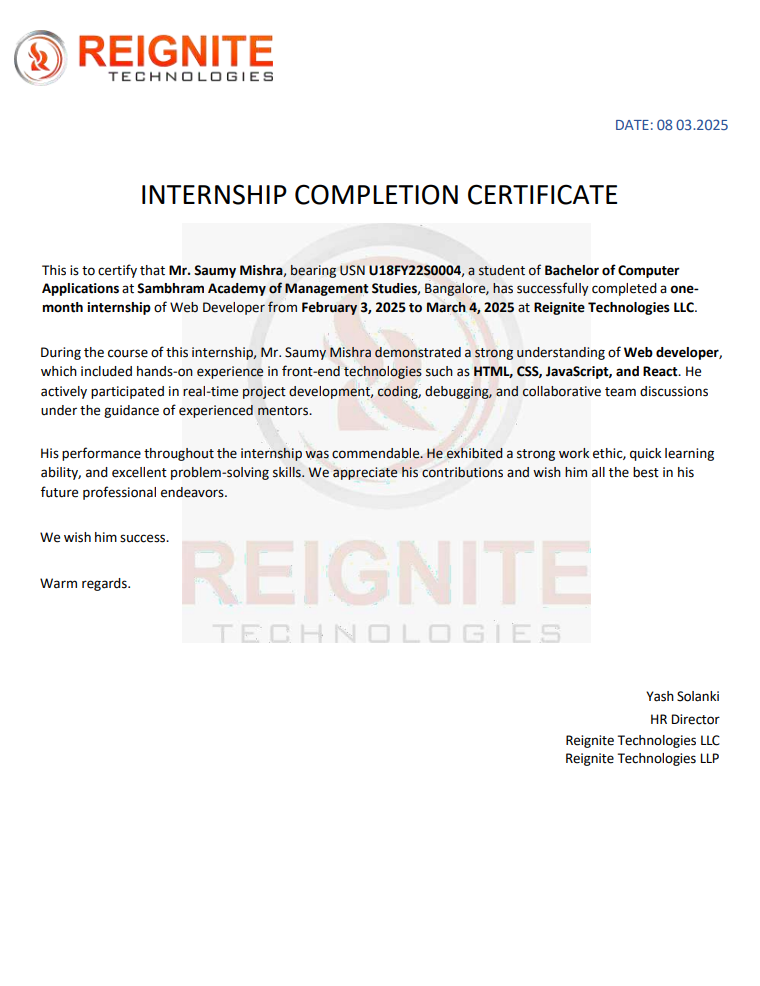 REIGNITE
TECHNOLOGIES
DATE: 08 03.2025
INTERNSHIP COMPLETION CERTIFICATE
This is to certify that Mr. Saumy Mishra, bearing USN U18FY22S0004, a student of Bachelor of Computer
Applications at Sambhram Academy of Management Studies, Bangalore, has successfully completed a one-
month internship of Web Developer from February 3, 2025 to March 4, 2025 at Reignite Technologies LLC.
During the course of this internship, Mr. Saumy Mishra demonstrated a strong understanding of Web developer,
which included hands-on experience in front-end technologies such as HTML, CSS, JavaScript, and React. He
actively participated in real-time project development, coding, debugging, and collaborative team discussions
under the guidance of experienced mentors.
His performance throughout the internship was commendable. He exhibited a strong work ethic, quick learning
ability, and excellent problem-solving skills. We appreciate his contributions and wish him all the best in his
future professional endeavors.
We wish him success.
Warm regards.
REIGNITE
TECHNOLOGIES
Yash Solanki
HR Director
Reignite Technologies LLC
Reignite Technologies LLP